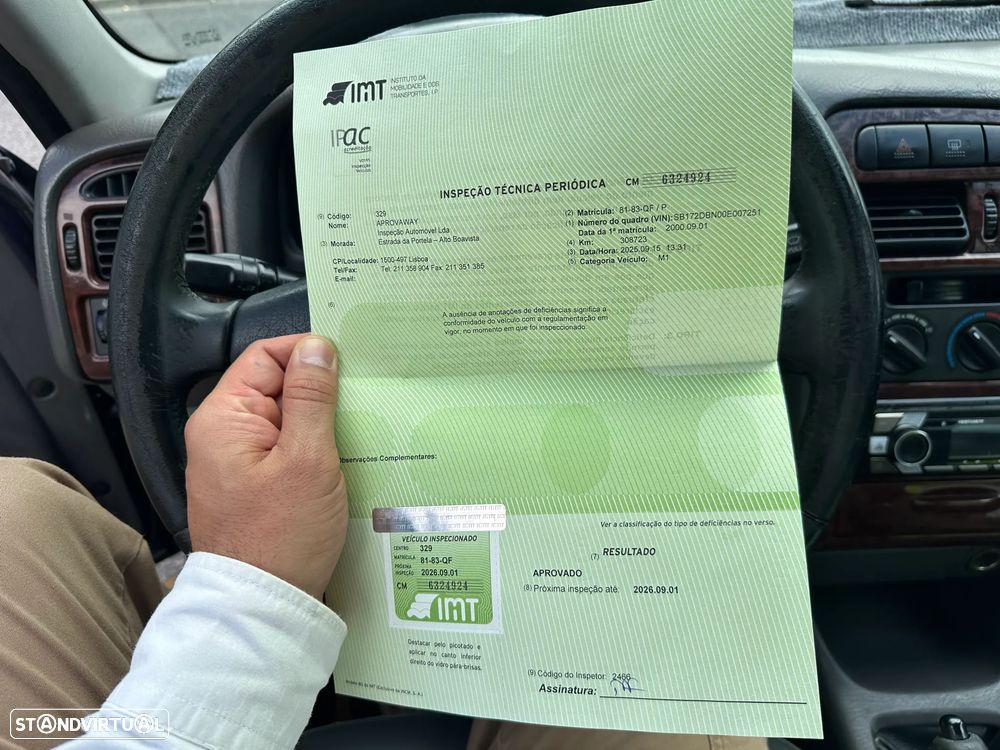 IMT INSTITUTO DA
MOBILIDADE E DOS
TRANSPORTES, I.P.
IPac
acreditação
INSPEÇÃO TÉCNICA PERIÓDICA CM 6324924
(9) Código: 329
Nome: APROVAWAY
Inspeção Automóvel Lda
(3) Morada: Estrada da Portela – Alto Boavista
CP/Localidade: 1500-497 Lisboa
Tel/Fax: Tel: 211 358 904 Fax: 211 351 385
E-mail:
(2) Matrícula: 81-83-QF / P
(1) Número do quadro (VIN): SB172DBN00E007251
Data da 1ª matrícula: 2000.09.01
(4) Km: 308723
(3) Data/Hora: 2025.09.15 13:31
(5) Categoria Veículo: M1
(6)
A ausência de anotações de deficiências significa a
conformidade do veículo com a regulamentação em
vigor, no momento em que foi inspeccionado.
Observações Complementares:
Ver a classificação do tipo de deficiências no verso.
VEÍCULO INSPECIONADO
CENTRO 329
MATRÍCULA 81-83-QF
PRÓXIMA
INSPEÇÃO 2026.09.01
CM 6324924
IMT
(7) RESULTADO
APROVADO
(8) Próxima inspeção até: 2026.09.01
Destacar pelo picotado e
aplicar no canto inferior
direito do vidro pára-brisas.
(9) Código do Inspetor: 2466
Assinatura:
STANDVIRTUAL